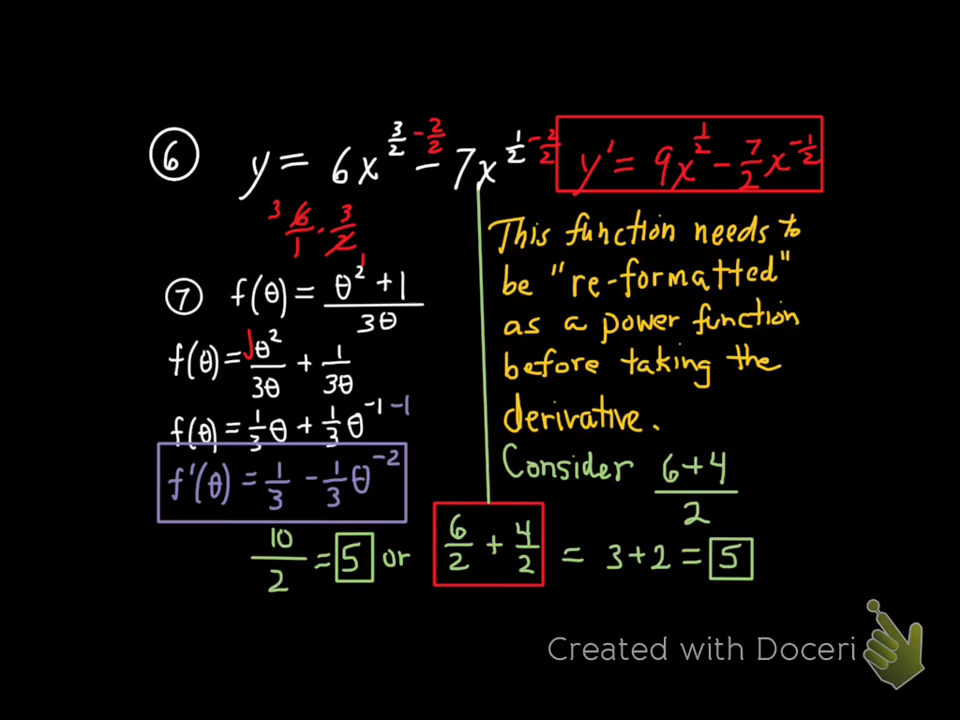 6 y = 6x^(3/2 - 2/2) - 7x^(1/2 - 2/2) y' = 9x^(1/2) - 7/2 x^(-1/2)
3 6/1 · 3/2 1
This function needs to
be "re-formatted"
as a power function
before taking the
derivative.
7 f(θ) = (θ² + 1)/(3θ)
f(θ) = θ²/(3θ) + 1/(3θ)
f(θ) = 1/3 θ + 1/3 θ^(-1 -1)
f'(θ) = 1/3 - 1/3 θ^(-2)
Consider (6+4)/2
10/2 = 5 or 6/2 + 4/2 = 3+2 = 5
Created with Doceri